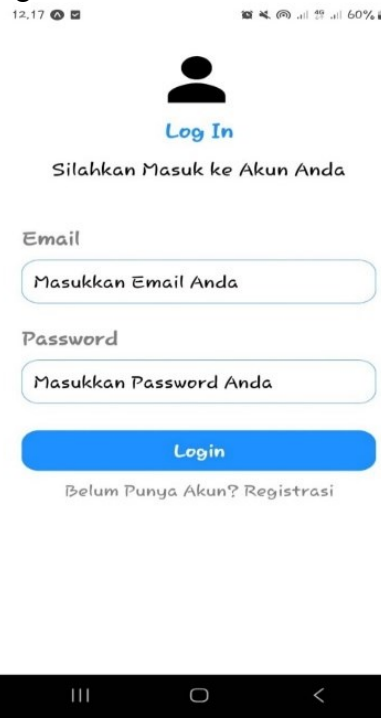 12.17
4G 60%
Log In
Silahkan Masuk ke Akun Anda
Email
Masukkan Email Anda
Password
Masukkan Password Anda
Login
Belum Punya Akun? Registrasi